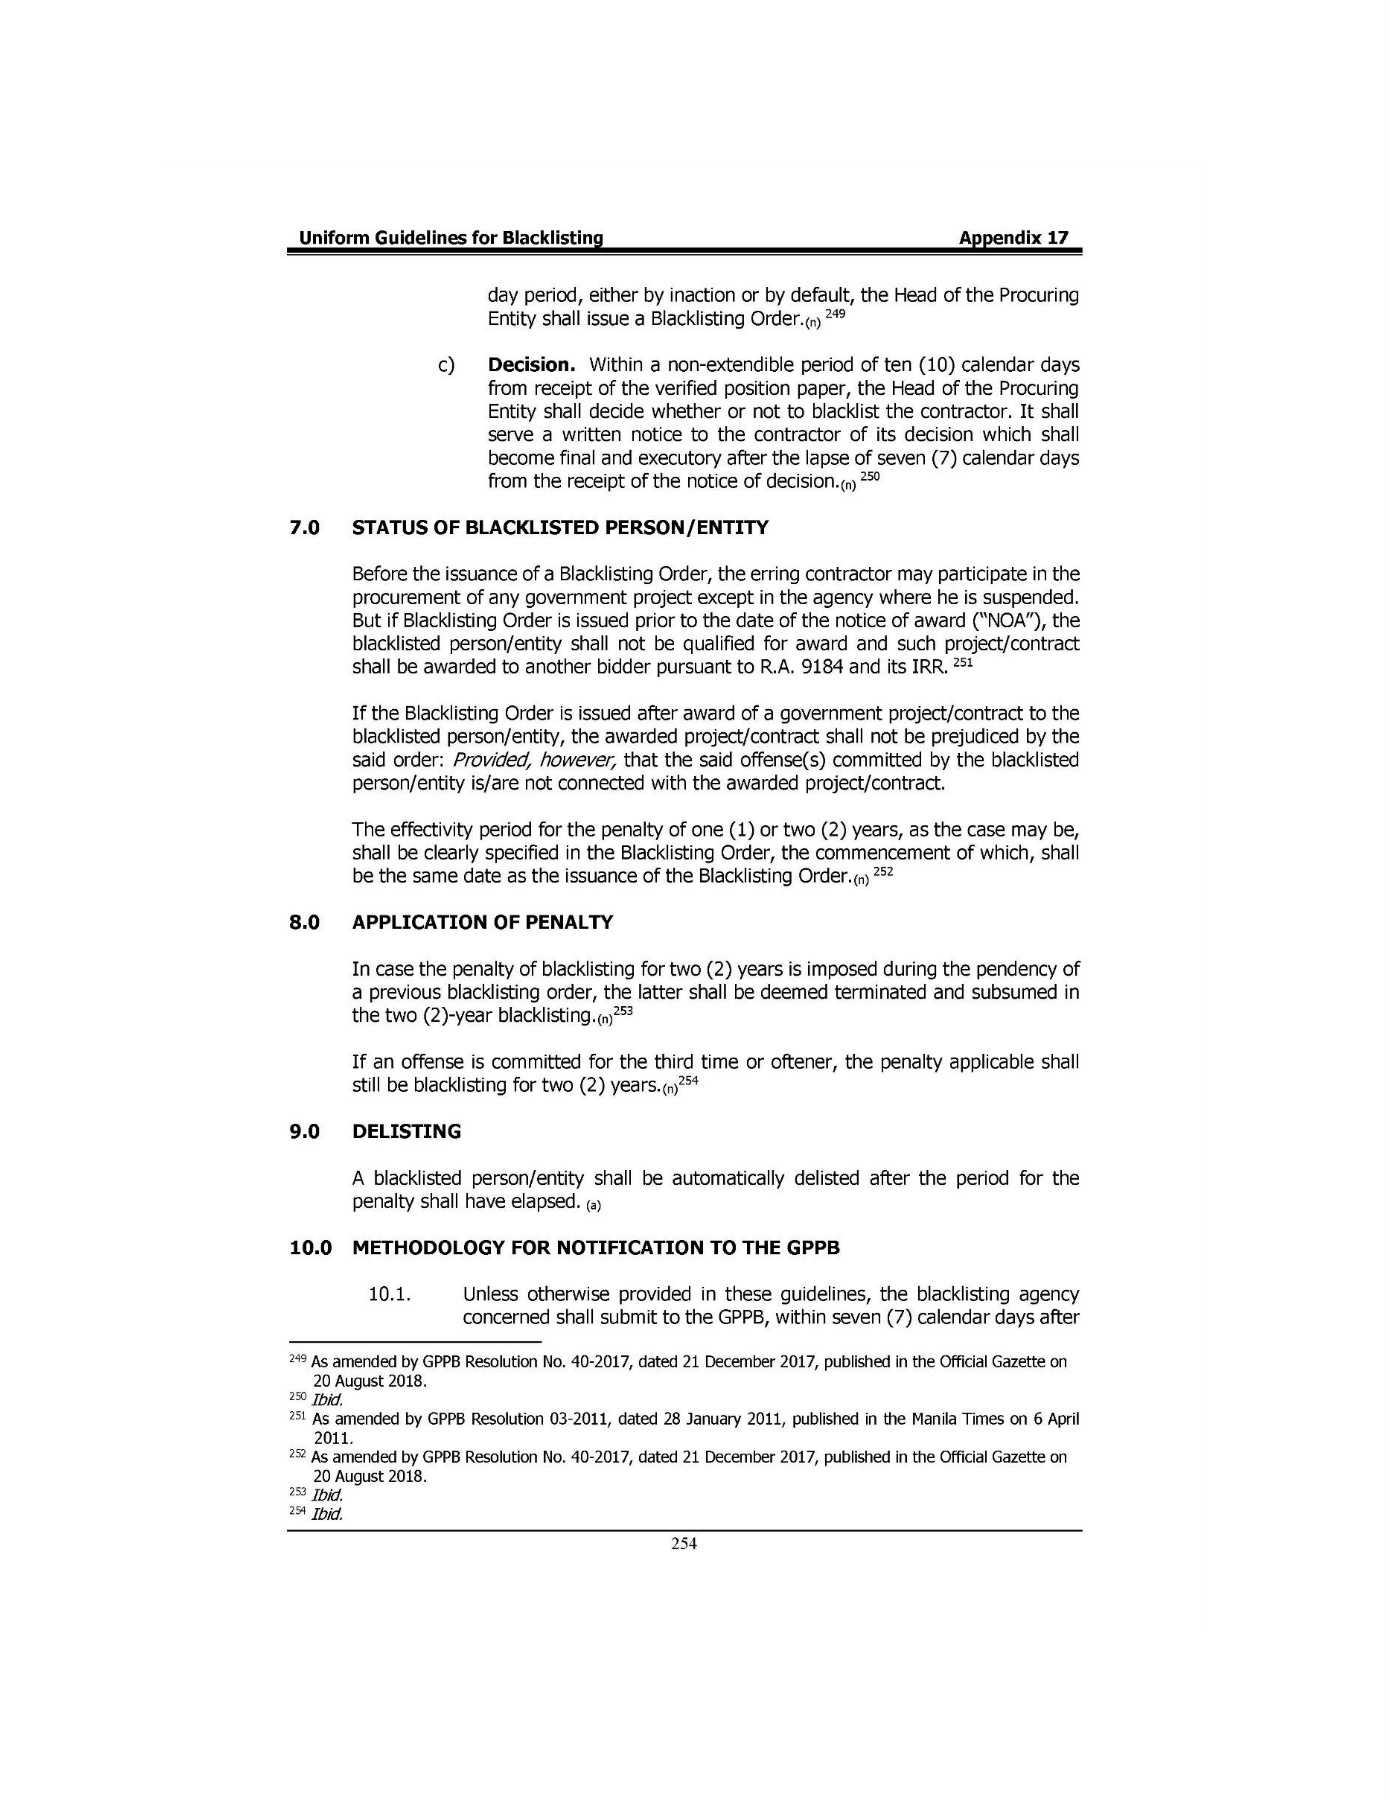 Uniform Guidelines for Blacklisting Appendix 17
day period, either by inaction or by default, the Head of the Procuring
Entity shall issue a Blacklisting Order.(n) 249
c) Decision. Within a non-extendible period of ten (10) calendar days
from receipt of the verified position paper, the Head of the Procuring
Entity shall decide whether or not to blacklist the contractor. It shall
serve a written notice to the contractor of its decision which shall
become final and executory after the lapse of seven (7) calendar days
from the receipt of the notice of decision.(n) 250
7.0 STATUS OF BLACKLISTED PERSON/ENTITY
Before the issuance of a Blacklisting Order, the erring contractor may participate in the
procurement of any government project except in the agency where he is suspended.
But if Blacklisting Order is issued prior to the date of the notice of award ("NOA"), the
blacklisted person/entity shall not be qualified for award and such project/contract
shall be awarded to another bidder pursuant to R.A. 9184 and its IRR. 251
If the Blacklisting Order is issued after award of a government project/contract to the
blacklisted person/entity, the awarded project/contract shall not be prejudiced by the
said order: Provided, however, that the said offense(s) committed by the blacklisted
person/entity is/are not connected with the awarded project/contract.
The effectivity period for the penalty of one (1) or two (2) years, as the case may be,
shall be clearly specified in the Blacklisting Order, the commencement of which, shall
be the same date as the issuance of the Blacklisting Order.(n) 252
8.0 APPLICATION OF PENALTY
In case the penalty of blacklisting for two (2) years is imposed during the pendency of
a previous blacklisting order, the latter shall be deemed terminated and subsumed in
the two (2)-year blacklisting.(n)253
If an offense is committed for the third time or oftener, the penalty applicable shall
still be blacklisting for two (2) years.(n)254
9.0 DELISTING
A blacklisted person/entity shall be automatically delisted after the period for the
penalty shall have elapsed. (a)
10.0 METHODOLOGY FOR NOTIFICATION TO THE GPPB
10.1. Unless otherwise provided in these guidelines, the blacklisting agency
concerned shall submit to the GPPB, within seven (7) calendar days after
249 As amended by GPPB Resolution No. 40-2017, dated 21 December 2017, published in the Official Gazette on
20 August 2018.
250 Ibid.
251 As amended by GPPB Resolution 03-2011, dated 28 January 2011, published in the Manila Times on 6 April
2011.
252 As amended by GPPB Resolution No. 40-2017, dated 21 December 2017, published in the Official Gazette on
20 August 2018.
253 Ibid.
254 Ibid.
254